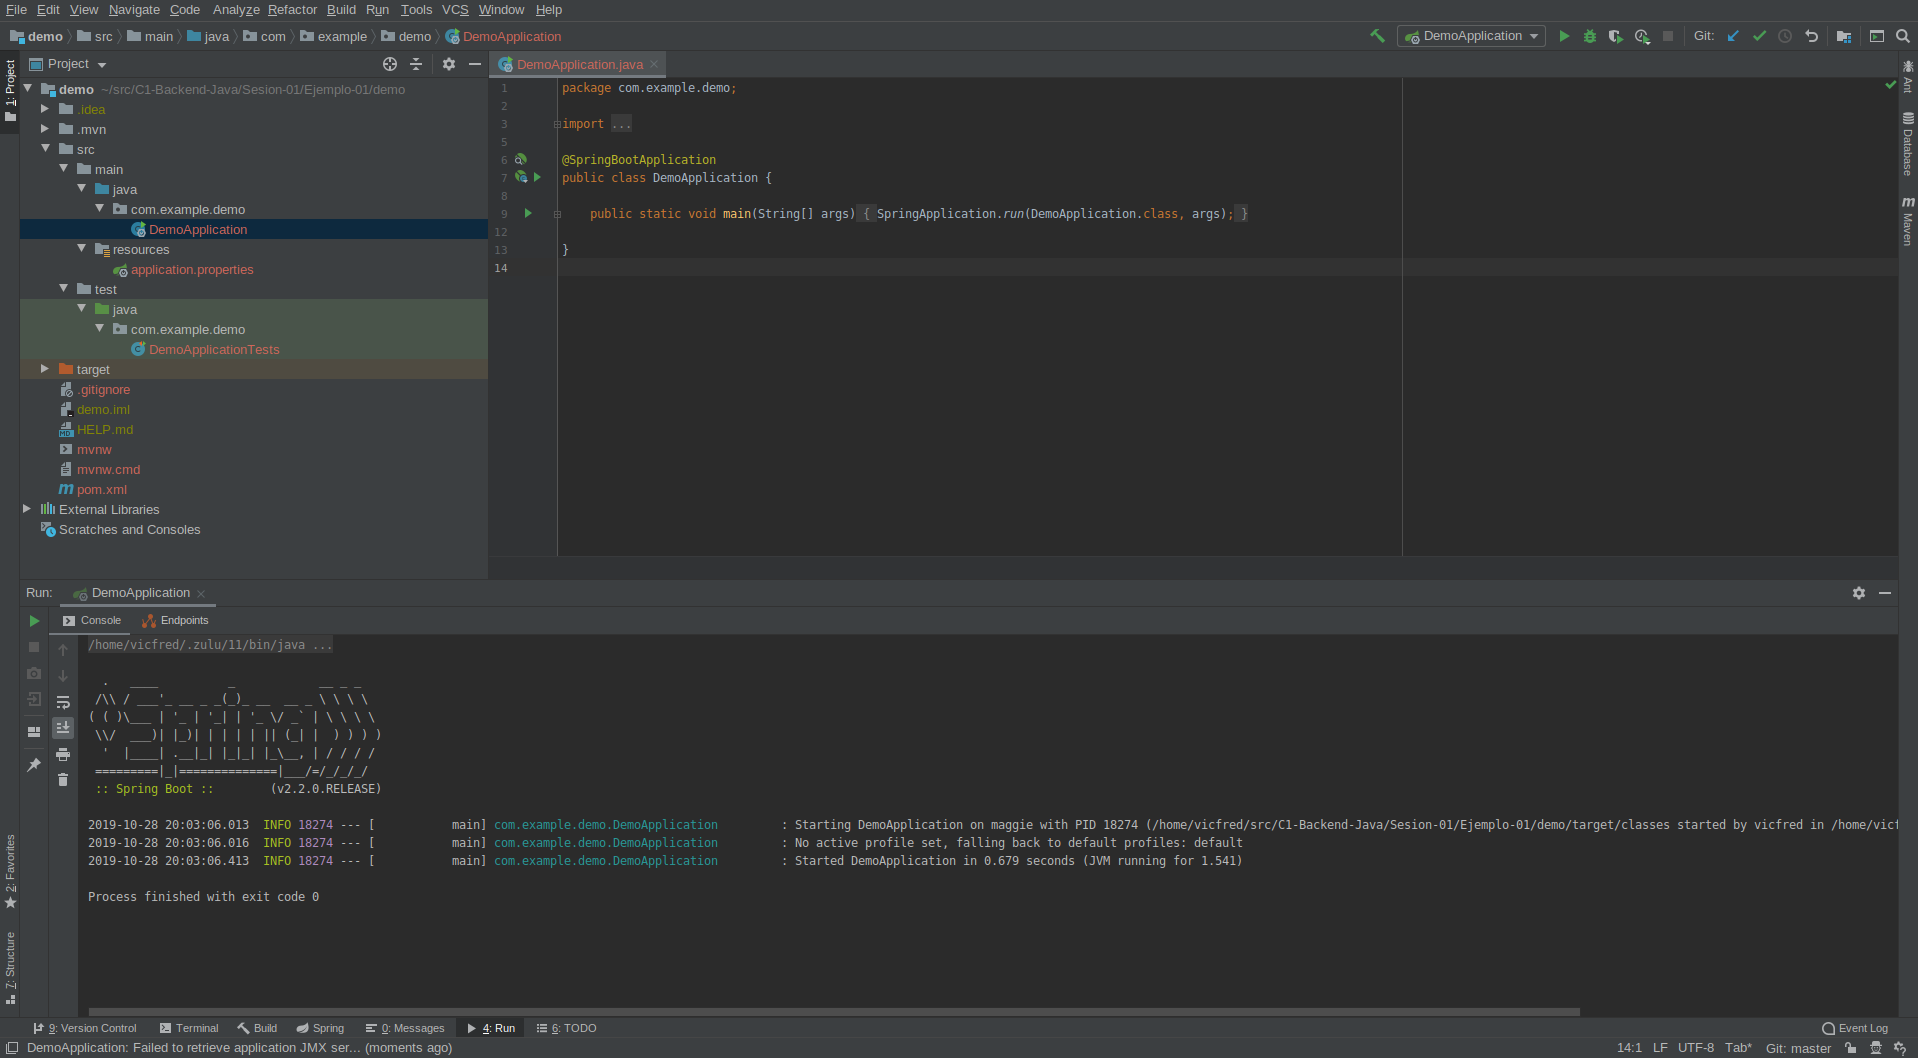 File Edit View Navigate Code Analyze Refactor Build Run Tools VCS Window Help
demo src main java com example demo DemoApplication
DemoApplication Git:
Project
DemoApplication.java
1: Project
demo ~/src/C1-Backend-Java/Sesion-01/Ejemplo-01/demo
.idea
.mvn
src
main
java
com.example.demo
DemoApplication
resources
application.properties
test
java
com.example.demo
DemoApplicationTests
target
.gitignore
demo.iml
HELP.md
mvnw
mvnw.cmd
pom.xml
External Libraries
Scratches and Consoles
1 package com.example.demo;
2
3 import ...
5
6 @SpringBootApplication
7 public class DemoApplication {
8
9 public static void main(String[] args) { SpringApplication.run(DemoApplication.class, args); }
12
13 }
14
Ant
Database
Maven
Run: DemoApplication
Console Endpoints
/home/vicfred/.zulu/11/bin/java ...
  .   ____          _            __ _ _
 /\\ / ___'_ __ _ _(_)_ __  __ _ \ \ \ \
( ( )\___ | '_ | '_| | '_ \/ _` | \ \ \ \
 \\/  ___)| |_)| | | | | || (_| |  ) ) ) )
  '  |____| .__|_| |_|_| |_\__, | / / / /
 =========|_|==============|___/=/_/_/_/
 :: Spring Boot ::        (v2.2.0.RELEASE)
2019-10-28 20:03:06.013  INFO 18274 --- [           main] com.example.demo.DemoApplication         : Starting DemoApplication on maggie with PID 18274 (/home/vicfred/src/C1-Backend-Java/Sesion-01/Ejemplo-01/demo/target/classes started by vicfred in /home/vicf
2019-10-28 20:03:06.016  INFO 18274 --- [           main] com.example.demo.DemoApplication         : No active profile set, falling back to default profiles: default
2019-10-28 20:03:06.413  INFO 18274 --- [           main] com.example.demo.DemoApplication         : Started DemoApplication in 0.679 seconds (JVM running for 1.541)
Process finished with exit code 0
2: Favorites
7: Structure
9: Version Control Terminal Build Spring 0: Messages 4: Run 6: TODO Event Log
DemoApplication: Failed to retrieve application JMX ser... (moments ago) 14:1 LF UTF-8 Tab* Git: master